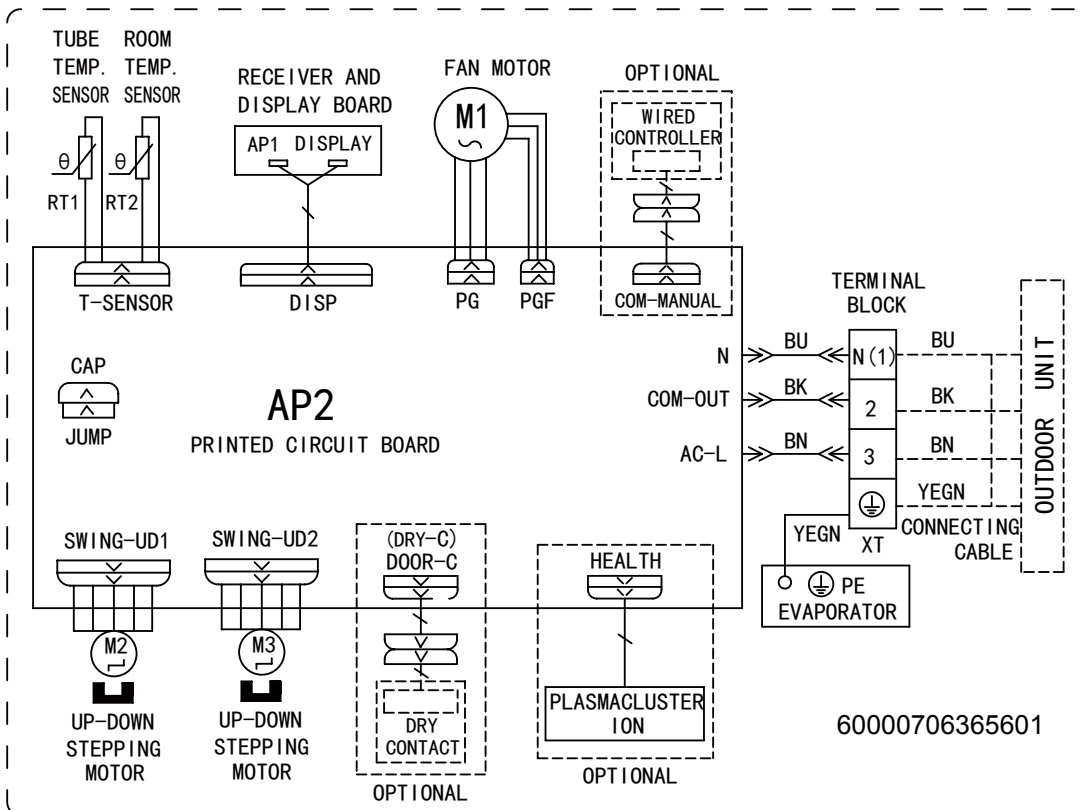 TUBE
TEMP.
SENSOR
ROOM
TEMP.
SENSOR
RECEIVER AND
DISPLAY BOARD
AP1 DISPLAY
FAN MOTOR
M1
OPTIONAL
WIRED
CONTROLLER
θ
θ
RT1
RT2
T-SENSOR
DISP
PG
PGF
COM-MANUAL
TERMINAL
BLOCK
CAP
JUMP
AP2
PRINTED CIRCUIT BOARD
N
BU
N(1)
BU
COM-OUT
BK
2
BK
AC-L
BN
3
BN
YEGN
YEGN
XT
CONNECTING
CABLE
OUTDOOR UNIT
PE
EVAPORATOR
SWING-UD1
M2
UP-DOWN
STEPPING
MOTOR
SWING-UD2
M3
UP-DOWN
STEPPING
MOTOR
(DRY-C)
DOOR-C
DRY
CONTACT
OPTIONAL
HEALTH
PLASMACLUSTER
ION
OPTIONAL
60000706365601